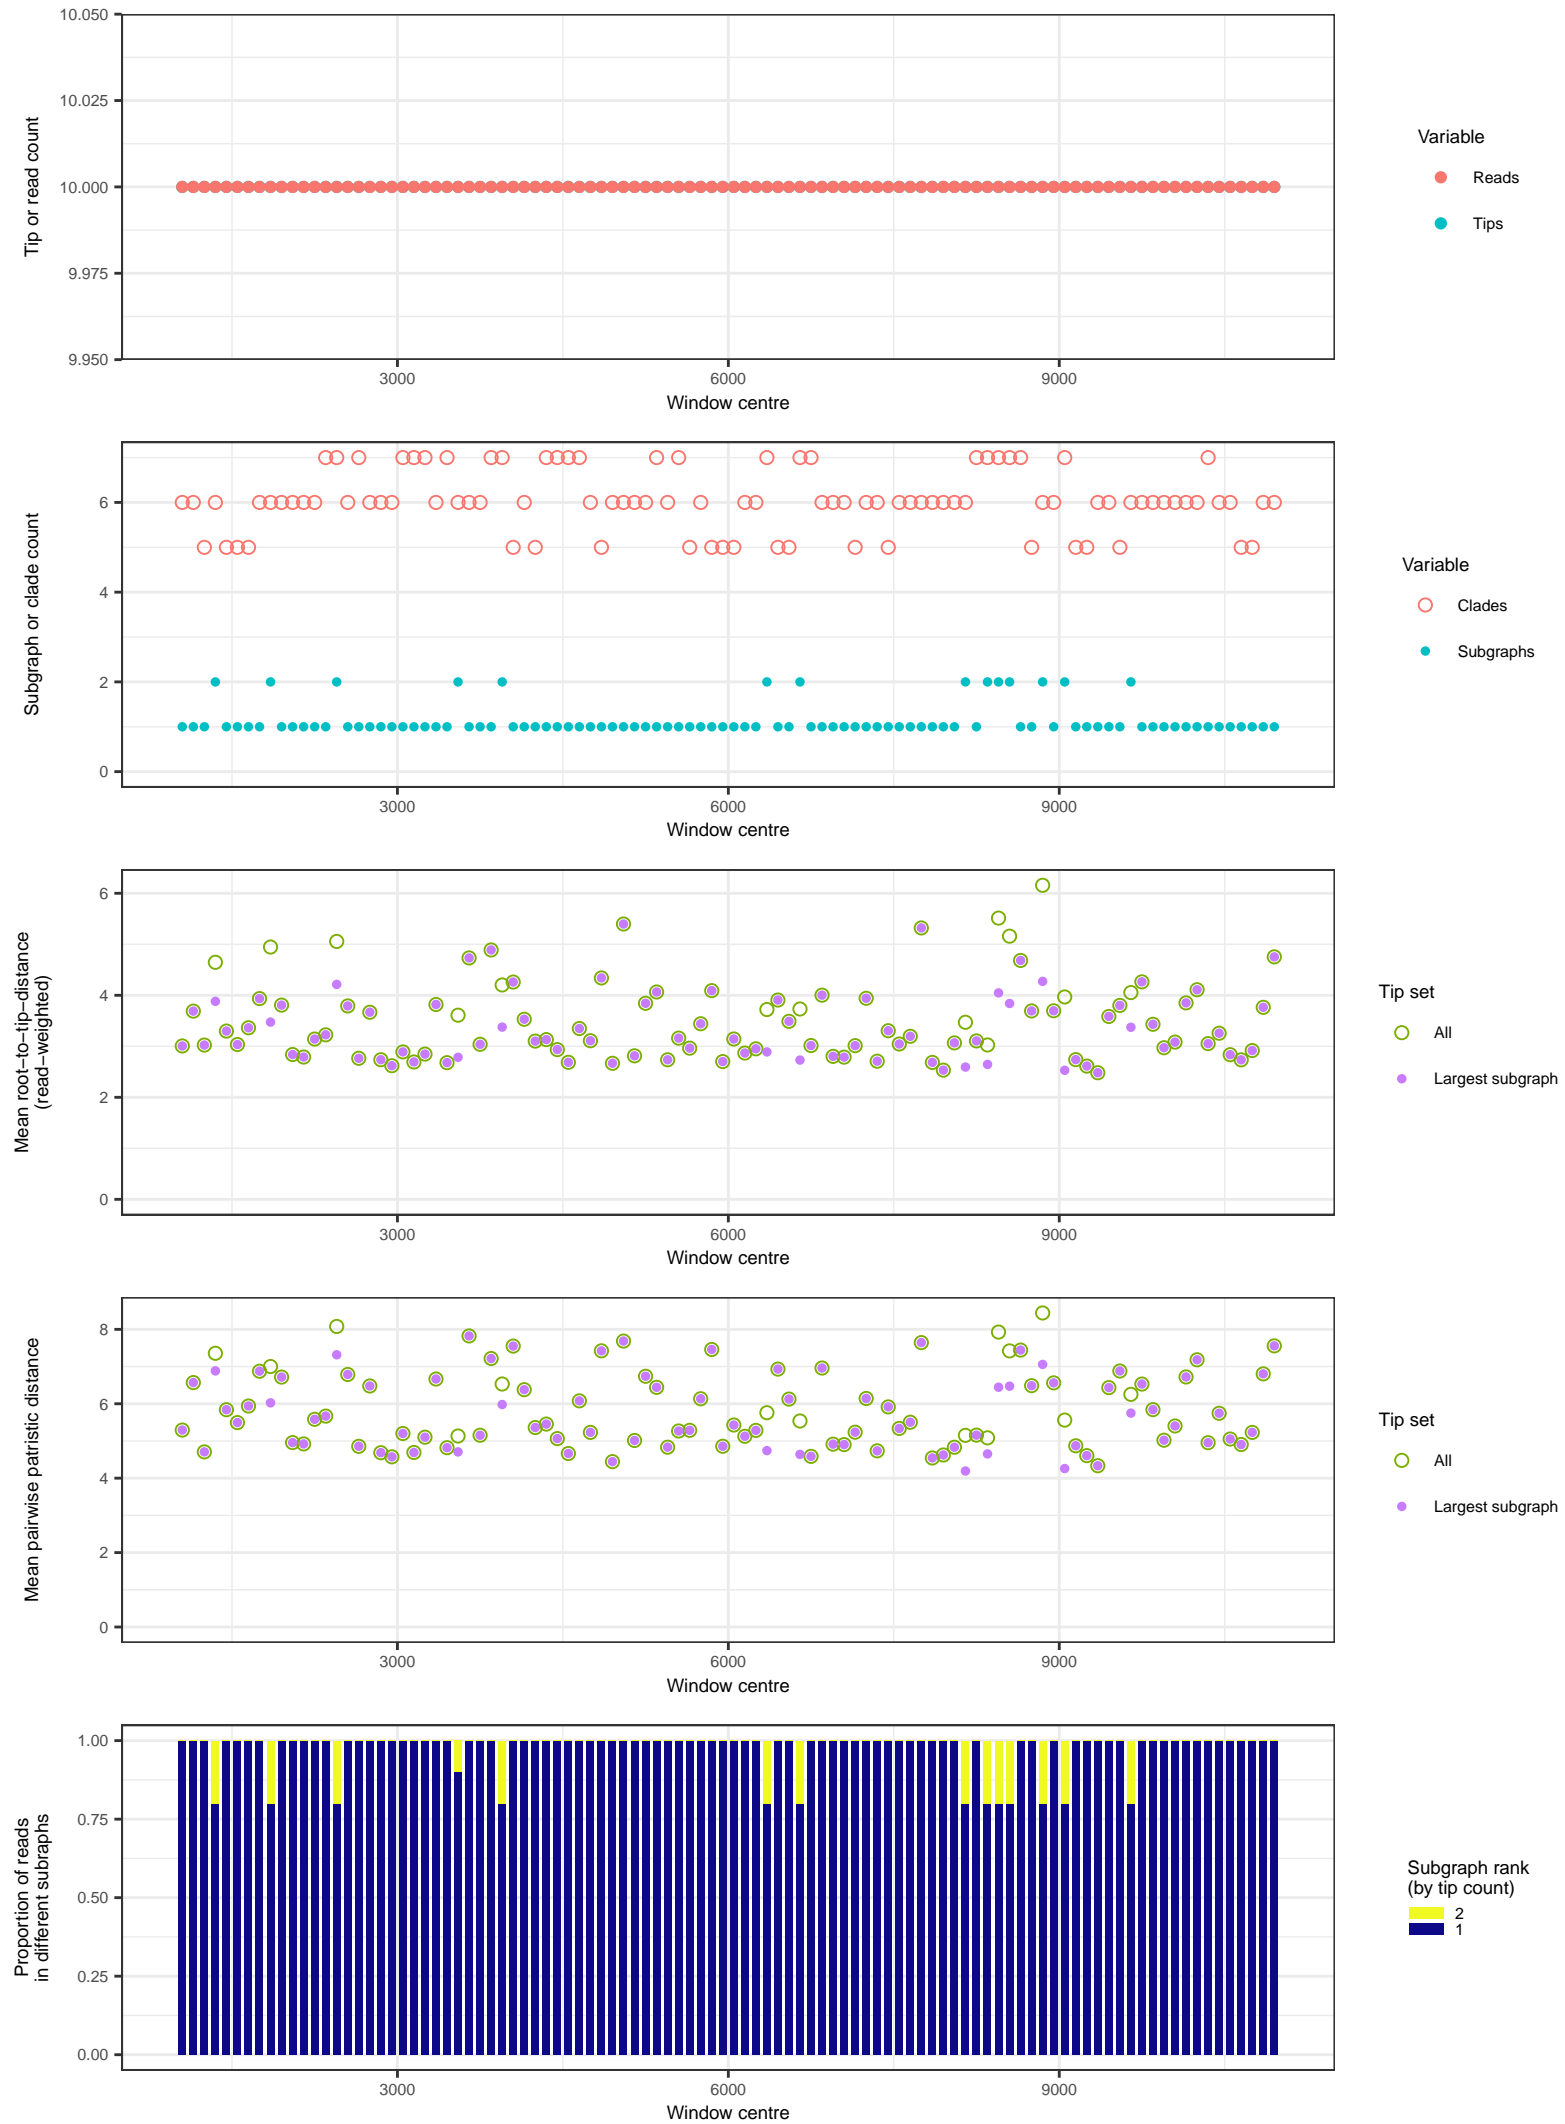 10.050
10.025
10.000
9.975
9.950
Tip or read count
3000 6000 9000
Window centre
Variable
Reads
Tips
6
4
2
0
Subgraph or clade count
3000 6000 9000
Window centre
Variable
Clades
Subgraphs
6
4
2
0
Mean root−to−tip−distance
(read−weighted)
3000 6000 9000
Window centre
Tip set
All
Largest subgraph
8
6
4
2
0
Mean pairwise patristic distance
3000 6000 9000
Window centre
Tip set
All
Largest subgraph
1.00
0.75
0.50
0.25
0.00
Proportion of reads
in different subraphs
3000 6000 9000
Window centre
Subgraph rank
(by tip count)
2
1